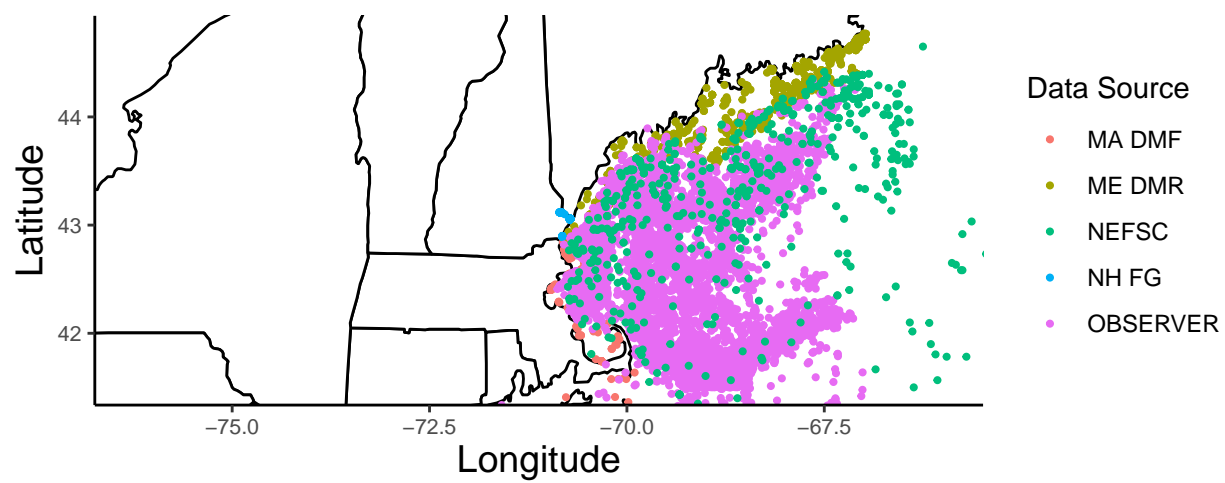 Latitude
44
43
42
−75.0
−72.5
−70.0
−67.5
Longitude
Data Source
MA DMF
ME DMR
NEFSC
NH FG
OBSERVER